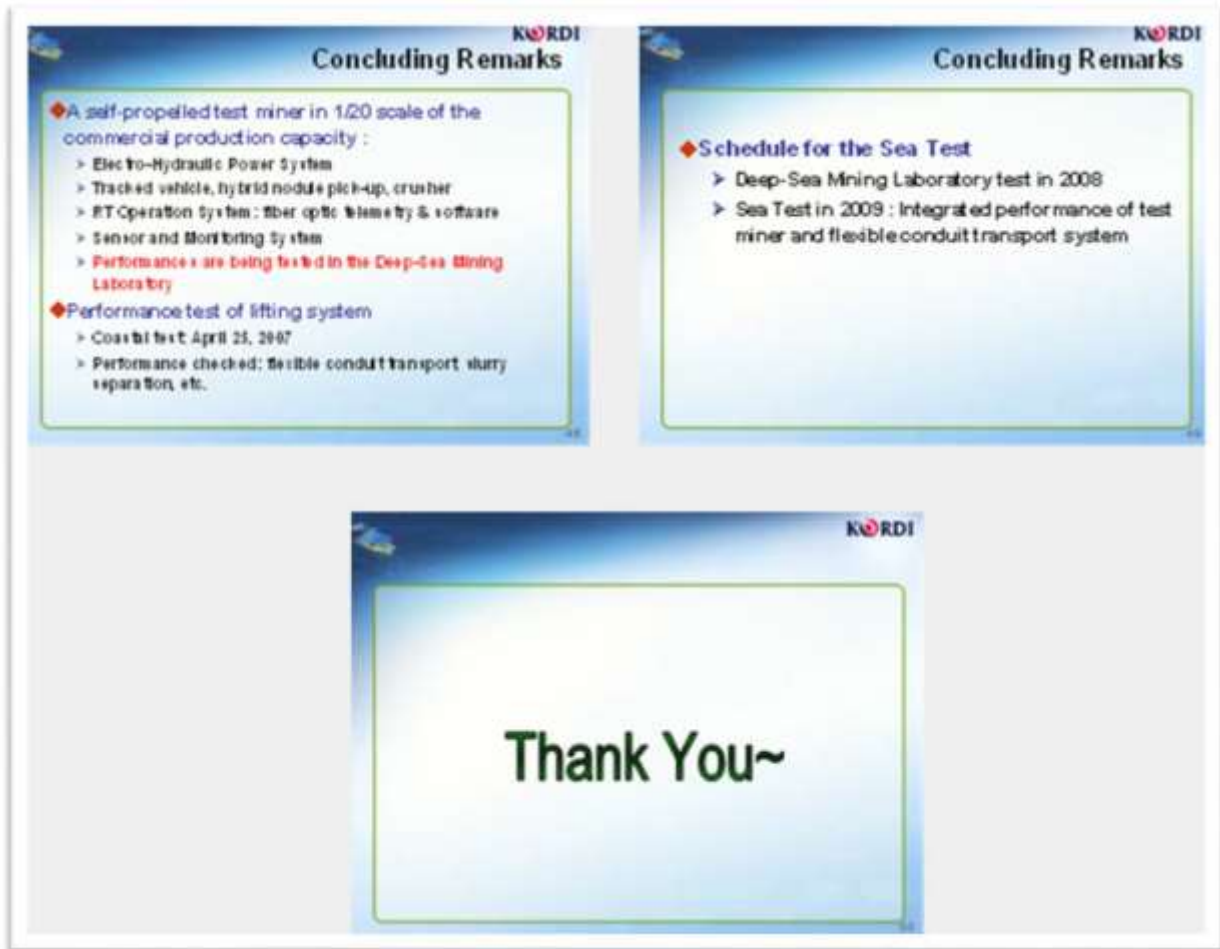 KORDI
Concluding Remarks
◆A self-propelled test miner in 1/20 scale of the
commercial production capacity :
➢ Electro-Hydraulic Power System
➢ Tracked vehicle, hybrid nodule pick-up, crusher
➢ RT Operation System : fiber optic telemetry & software
➢ Sensor and Monitoring System
➢ Performances are being tested in the Deep-Sea Mining
Laboratory
◆Performance test of lifting system
➢ Coastal test: April 25, 2007
➢ Performance checked: flexible conduit transport, slurry
separation, etc.
KORDI
Concluding Remarks
◆Schedule for the Sea Test
➢ Deep-Sea Mining Laboratory test in 2008
➢ Sea Test in 2009 : Integrated performance of test
miner and flexible conduit transport system
KORDI
Thank You~